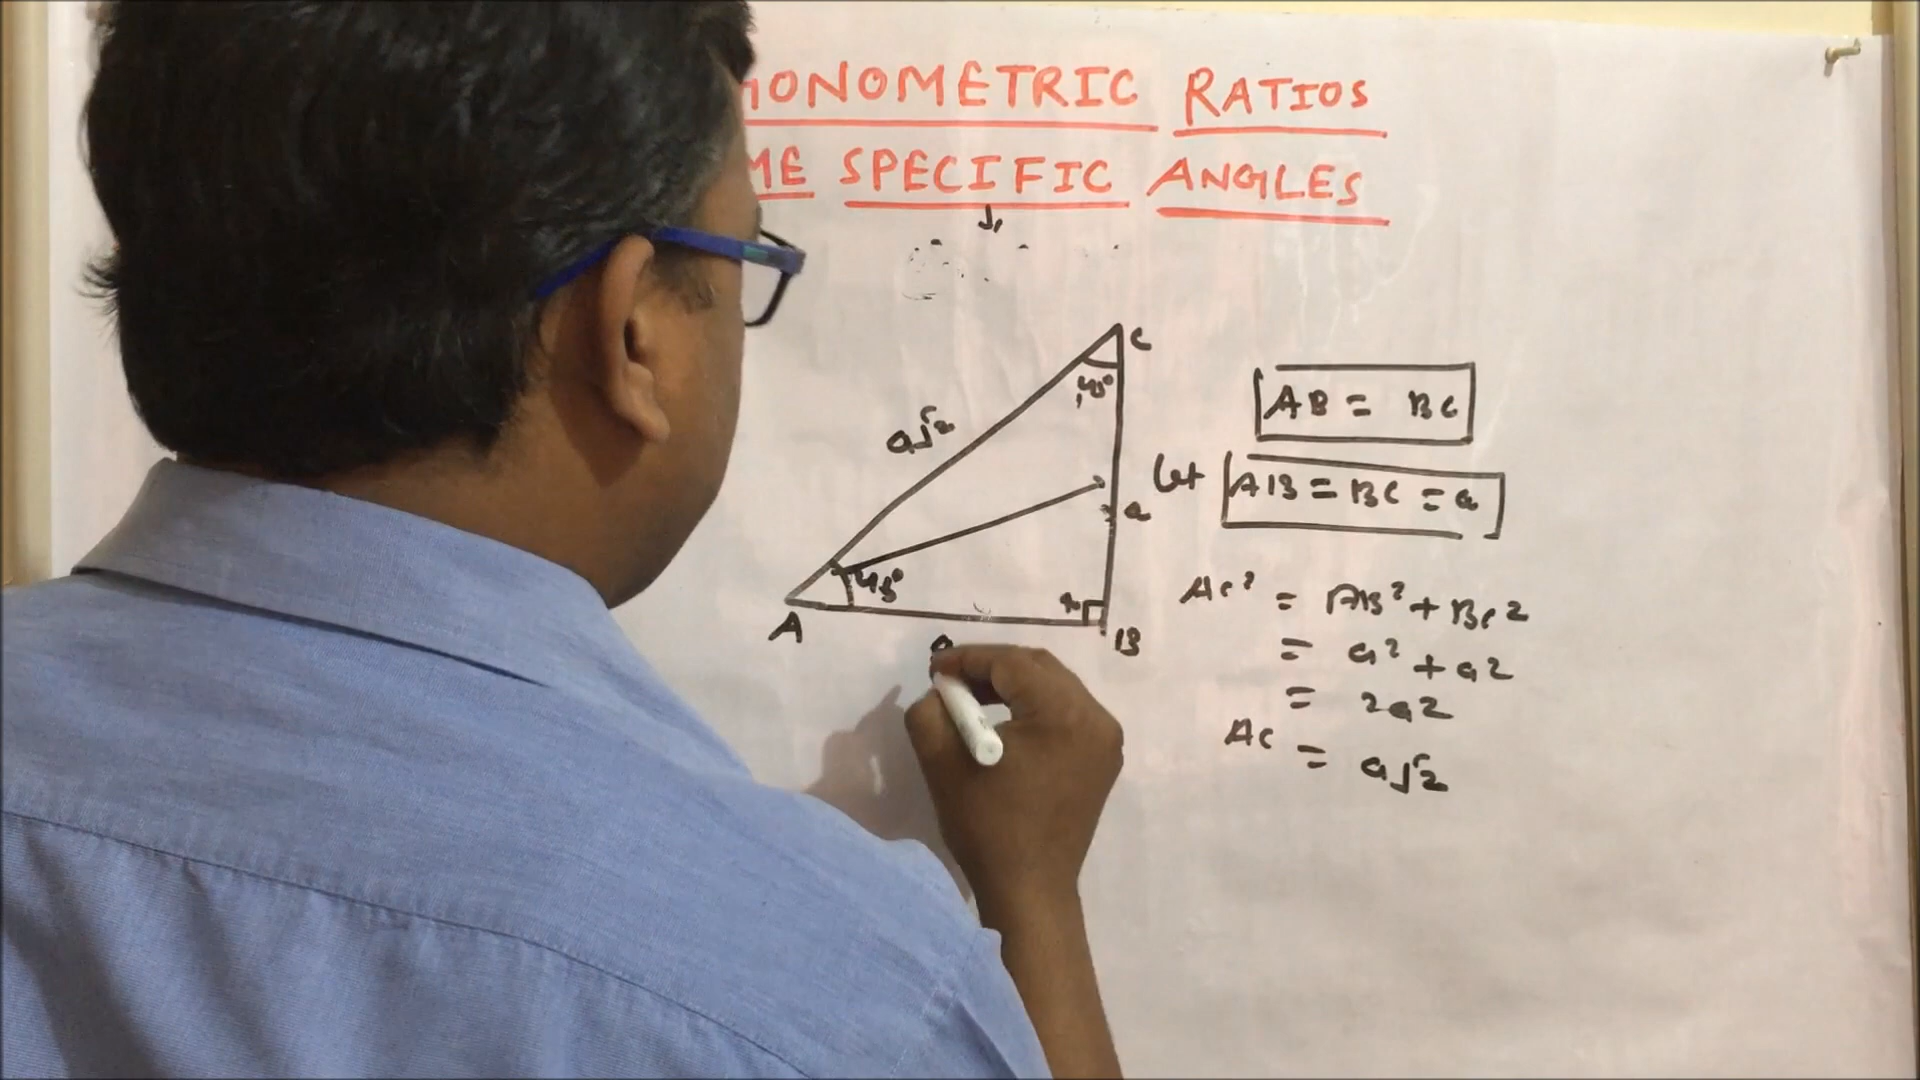 ONOMETRIC RATIOS
ME SPECIFIC ANGLES
C
45°
a√2
AB = BC
Let AB = BC = a
a
45°
A
B
a
AC² = AB² + BC²
= a² + a²
= 2a²
AC = a√2